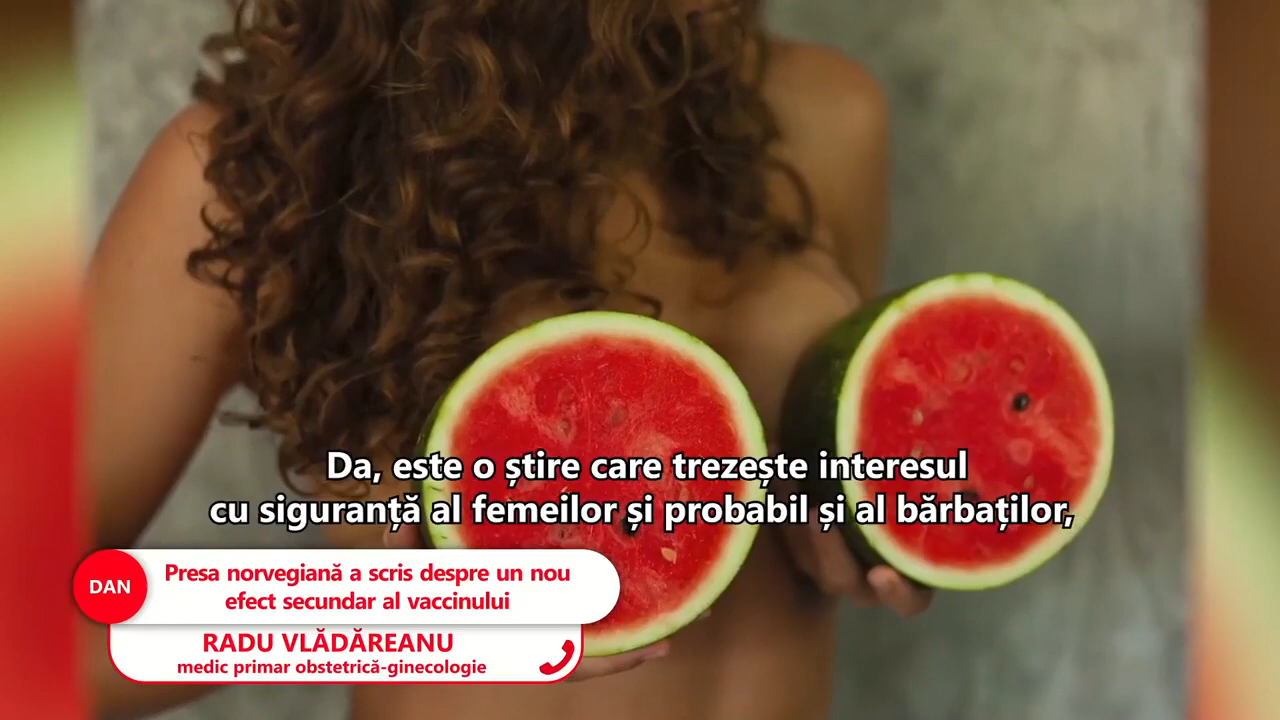 Da, este o știre care trezește interesul
cu siguranță al femeilor și probabil și al bărbaților,
DAN
Presa norvegiană a scris despre un nou
efect secundar al vaccinului
RADU VLĂDĂREANU
medic primar obstetrică-ginecologie